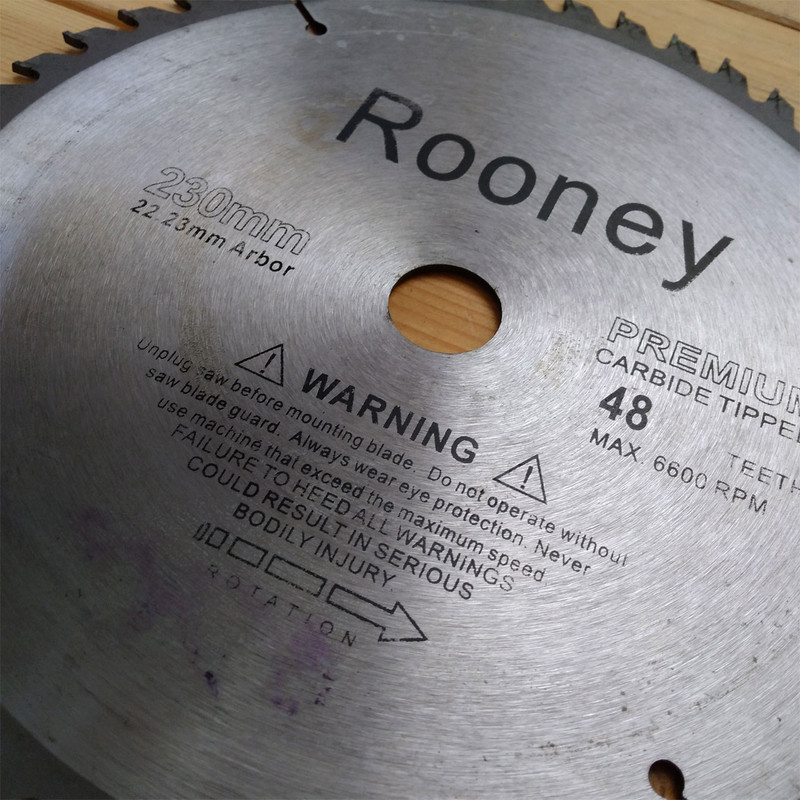 Rooney
230mm
22 23mm Arbor
PREMIUM
CARBIDE TIPPE
48
TEETH
MAX. 6600 RPM
WARNING
Unplug saw before mounting blade. Do not operate without
saw blade guard. Always wear eye protection. Never
use machine that exceed the maximum speed
FAILURE TO HEED ALL WARNINGS
COULD RESULT IN SERIOUS
BODILY INJURY.
ROTATION